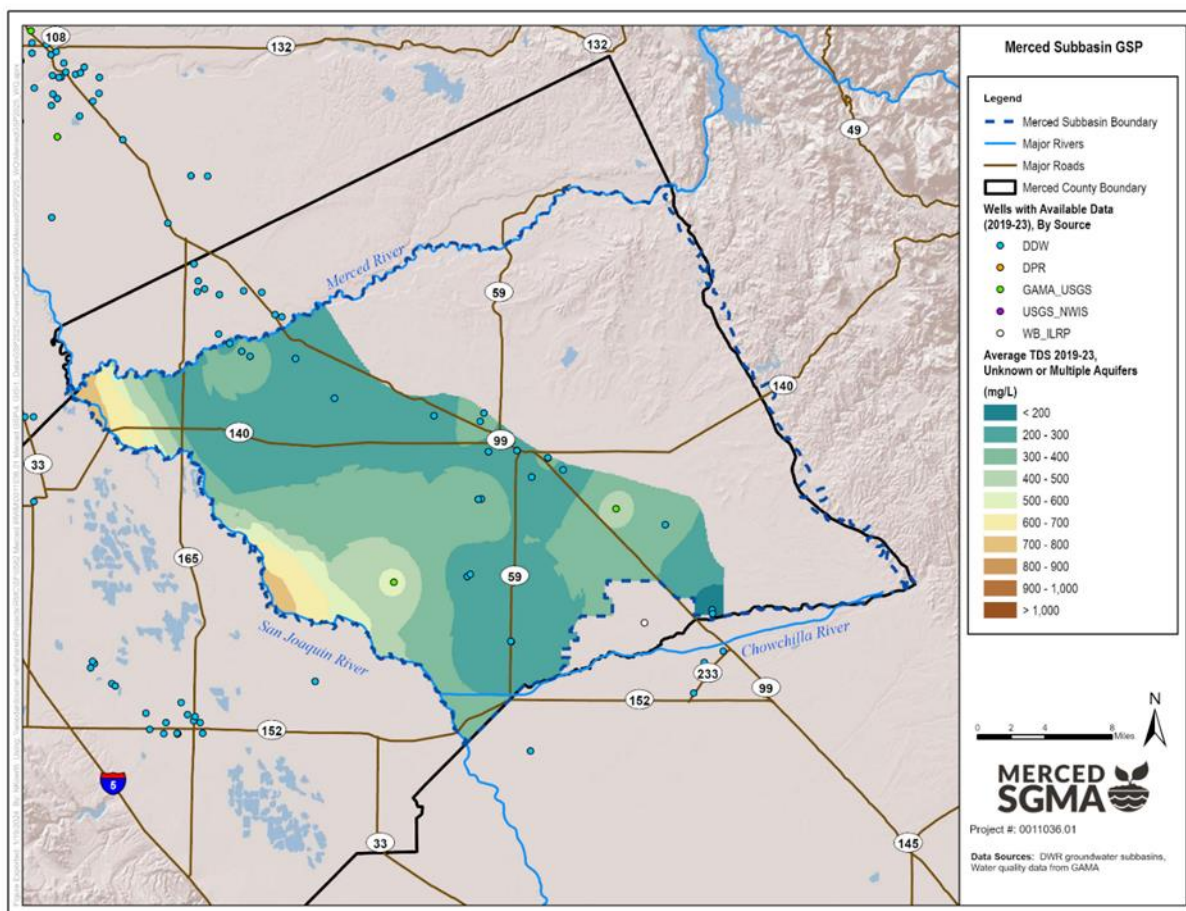 108
132
132
49
Merced River
59
140
140
99
33
165
59
San Joaquin River
Chowchilla River
233
152
99
152
5
33
145
Merced Subbasin GSP
Legend
Merced Subbasin Boundary
Major Rivers
Major Roads
Merced County Boundary
Wells with Available Data
(2019-23), By Source
DDW
DPR
GAMA_USGS
USGS_NWIS
WB_ILRP
Average TDS 2019-23,
Unknown or Multiple Aquifers
(mg/L)
< 200
200 - 300
300 - 400
400 - 500
500 - 600
600 - 700
700 - 800
800 - 900
900 - 1,000
> 1,000
N
0 2 4 8
Miles
MERCED
SGMA
Project #: 0011036.01
Data Sources: DWR groundwater subbasins,
Water quality data from GAMA